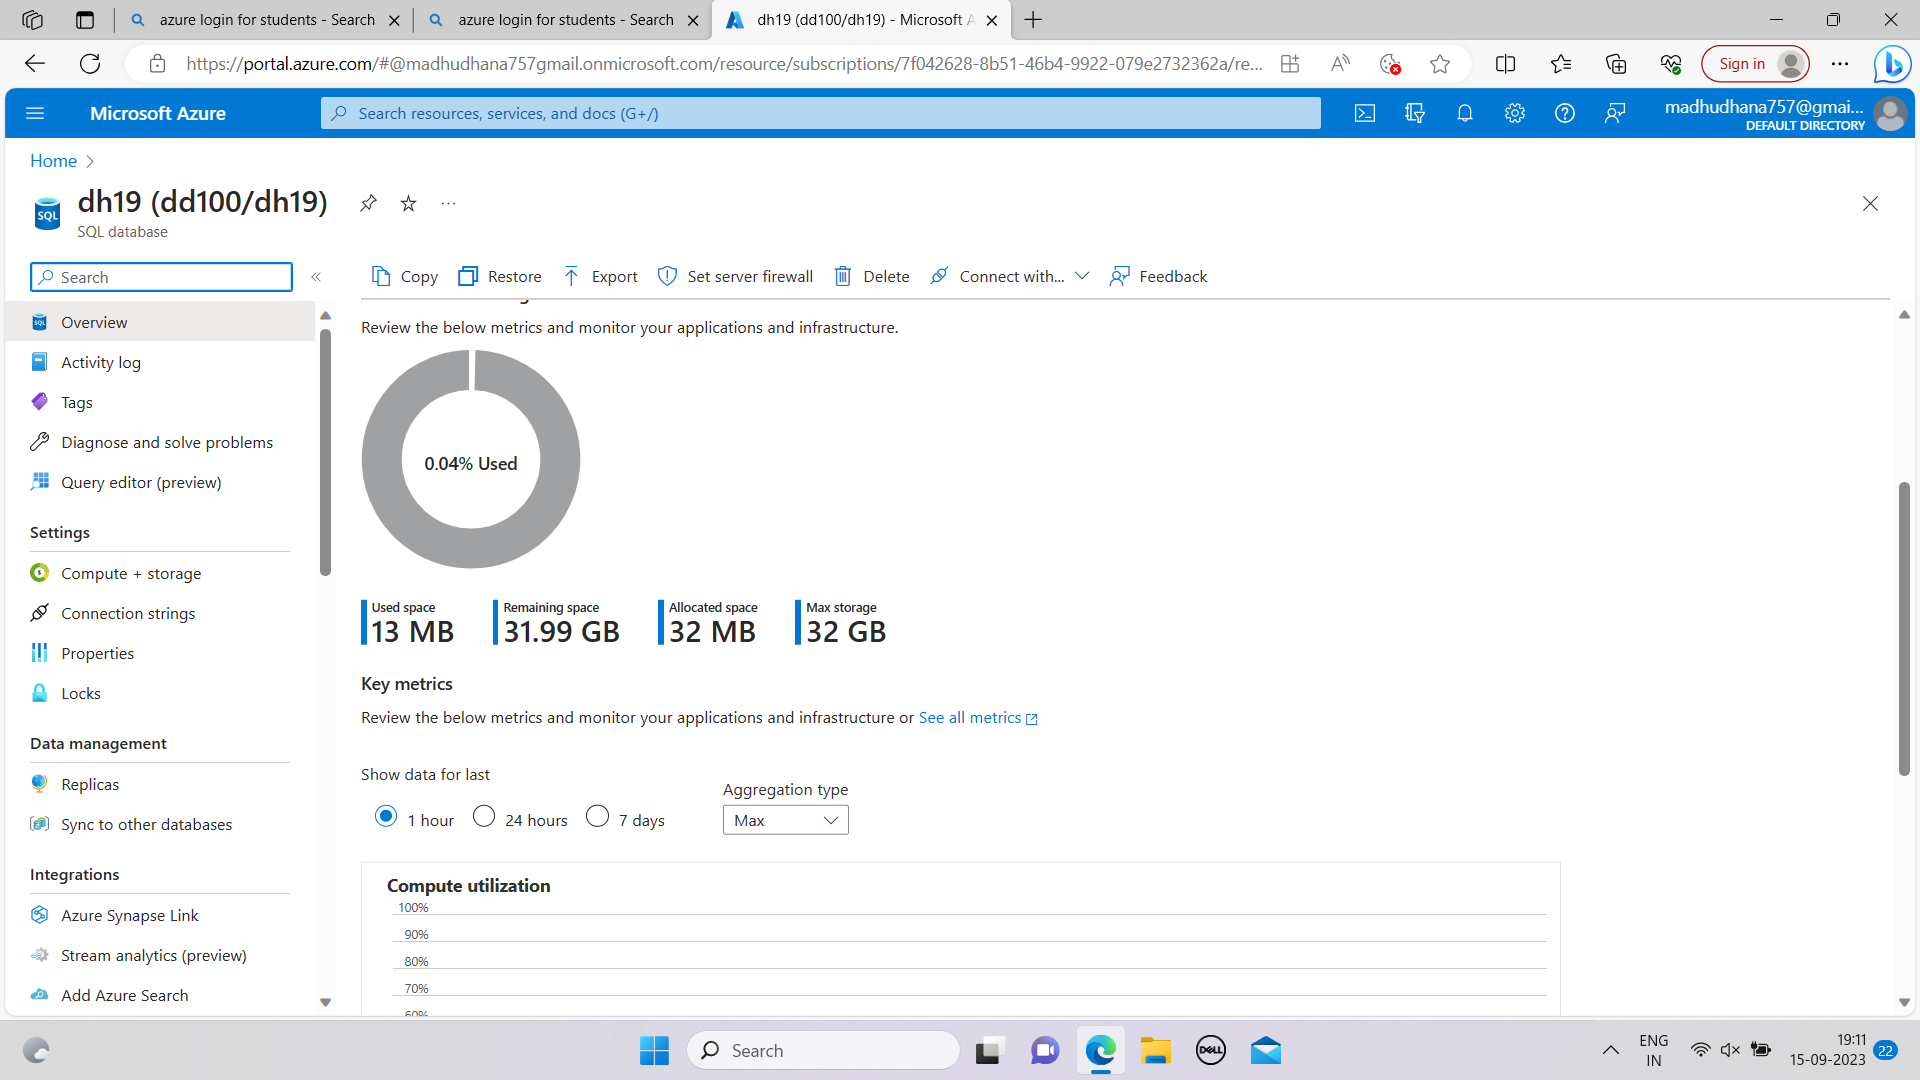 azure login for students - Search
azure login for students - Search
dh19 (dd100/dh19) - Microsoft A
https://portal.azure.com/#@madhudhana757gmail.onmicrosoft.com/resource/subscriptions/7f042628-8b51-46b4-9922-079e2732362a/re...
Sign in
Microsoft Azure
Search resources, services, and docs (G+/)
madhudhana757@gmai...
DEFAULT DIRECTORY
Home
dh19 (dd100/dh19)
SQL database
Search
Copy
Restore
Export
Set server firewall
Delete
Connect with...
Feedback
Overview
Activity log
Tags
Diagnose and solve problems
Query editor (preview)
Settings
Compute + storage
Connection strings
Properties
Locks
Data management
Replicas
Sync to other databases
Integrations
Azure Synapse Link
Stream analytics (preview)
Add Azure Search
Review the below metrics and monitor your applications and infrastructure.
0.04% Used
Used space
13 MB
Remaining space
31.99 GB
Allocated space
32 MB
Max storage
32 GB
Key metrics
Review the below metrics and monitor your applications and infrastructure or See all metrics
Show data for last
1 hour
24 hours
7 days
Aggregation type
Max
Compute utilization
100%
90%
80%
70%
60%
Search
DELL
ENG
IN
19:11
15-09-2023
22